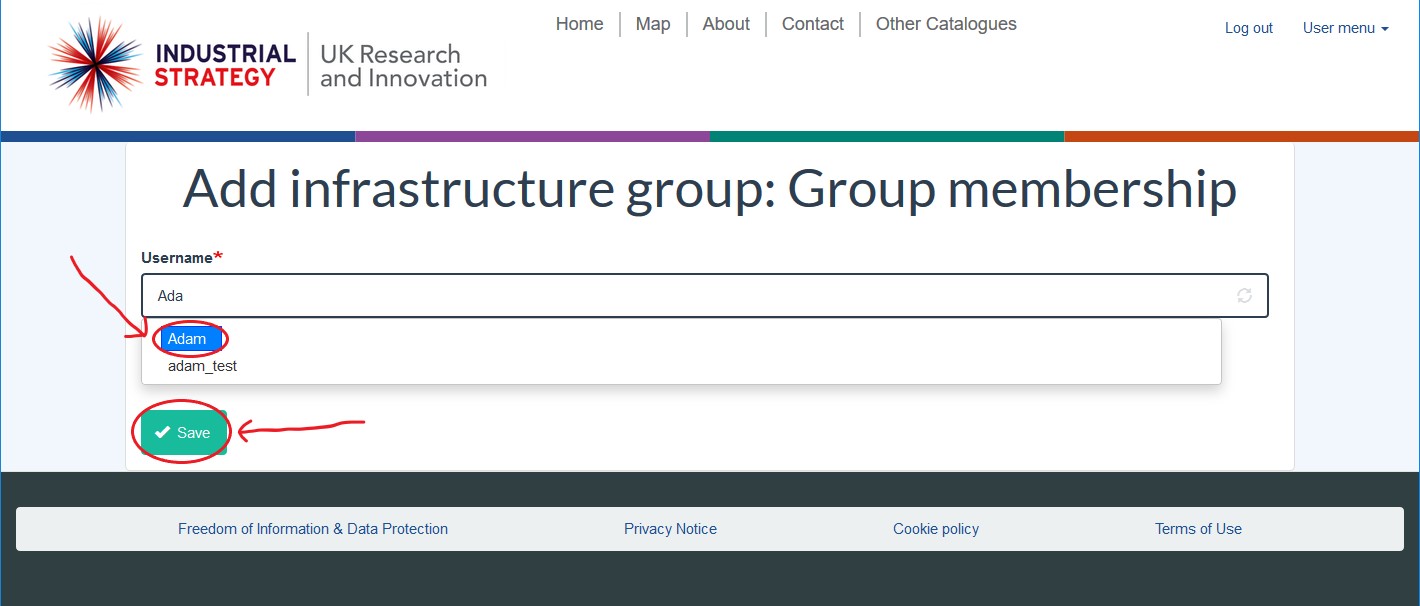 Home Map About Contact Other Catalogues
Log out User menu
INDUSTRIAL
STRATEGY
UK Research
and Innovation
Add infrastructure group: Group membership
Username*
Ada
Adam
adam_test
Save
Freedom of Information & Data Protection Privacy Notice Cookie policy Terms of Use